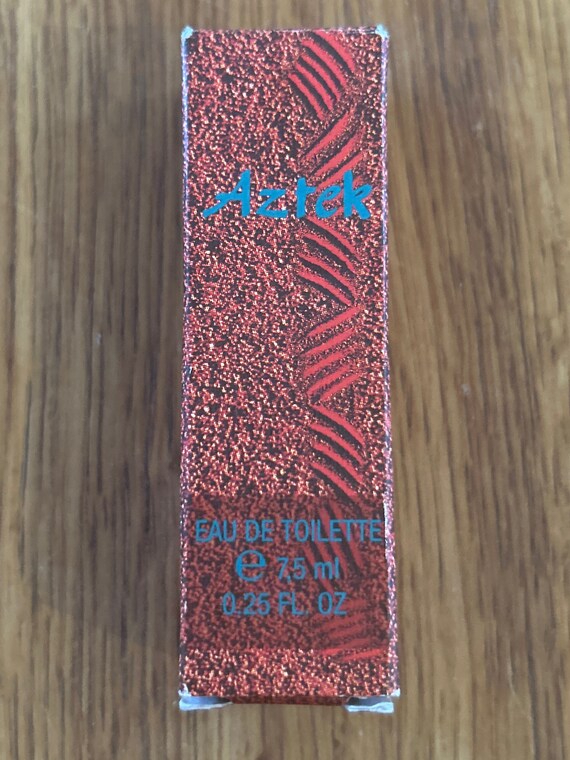 Aztek
EAU DE TOILETTE
℮ 7,5 ml
0.25 FL. OZ